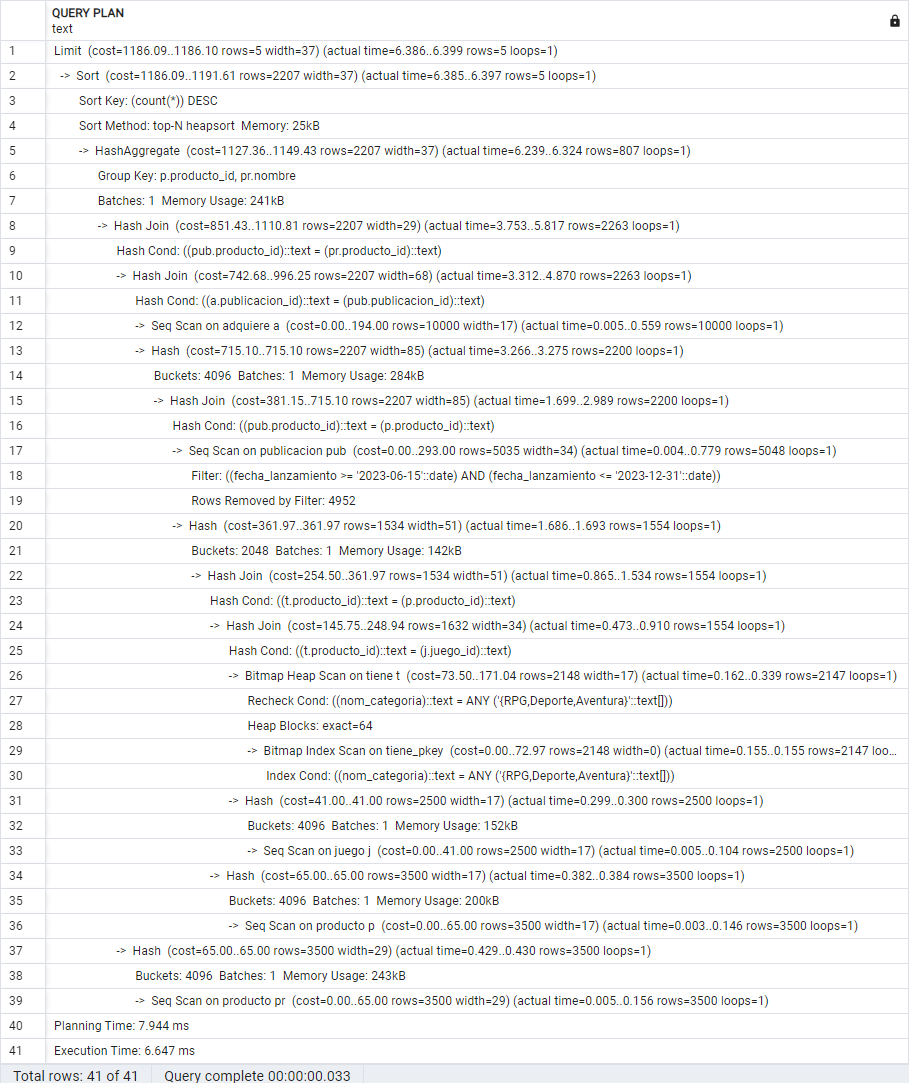 QUERY PLAN
text
1 Limit (cost=1186.09..1186.10 rows=5 width=37) (actual time=6.386..6.399 rows=5 loops=1)
2 -> Sort (cost=1186.09..1191.61 rows=2207 width=37) (actual time=6.385..6.397 rows=5 loops=1)
3 Sort Key: (count(*)) DESC
4 Sort Method: top-N heapsort Memory: 25kB
5 -> HashAggregate (cost=1127.36..1149.43 rows=2207 width=37) (actual time=6.239..6.324 rows=807 loops=1)
6 Group Key: p.producto_id, pr.nombre
7 Batches: 1 Memory Usage: 241kB
8 -> Hash Join (cost=851.43..1110.81 rows=2207 width=29) (actual time=3.753..5.817 rows=2263 loops=1)
9 Hash Cond: ((pub.producto_id)::text = (pr.producto_id)::text)
10 -> Hash Join (cost=742.68..996.25 rows=2207 width=68) (actual time=3.312..4.870 rows=2263 loops=1)
11 Hash Cond: ((a.publicacion_id)::text = (pub.publicacion_id)::text)
12 -> Seq Scan on adquiere a (cost=0.00..194.00 rows=10000 width=17) (actual time=0.005..0.559 rows=10000 loops=1)
13 -> Hash (cost=715.10..715.10 rows=2207 width=85) (actual time=3.266..3.275 rows=2200 loops=1)
14 Buckets: 4096 Batches: 1 Memory Usage: 284kB
15 -> Hash Join (cost=381.15..715.10 rows=2207 width=85) (actual time=1.699..2.989 rows=2200 loops=1)
16 Hash Cond: ((pub.producto_id)::text = (p.producto_id)::text)
17 -> Seq Scan on publicacion pub (cost=0.00..293.00 rows=5035 width=34) (actual time=0.004..0.779 rows=5048 loops=1)
18 Filter: ((fecha_lanzamiento >= '2023-06-15'::date) AND (fecha_lanzamiento <= '2023-12-31'::date))
19 Rows Removed by Filter: 4952
20 -> Hash (cost=361.97..361.97 rows=1534 width=51) (actual time=1.686..1.693 rows=1554 loops=1)
21 Buckets: 2048 Batches: 1 Memory Usage: 142kB
22 -> Hash Join (cost=254.50..361.97 rows=1534 width=51) (actual time=0.865..1.534 rows=1554 loops=1)
23 Hash Cond: ((t.producto_id)::text = (p.producto_id)::text)
24 -> Hash Join (cost=145.75..248.94 rows=1632 width=34) (actual time=0.473..0.910 rows=1554 loops=1)
25 Hash Cond: ((t.producto_id)::text = (j.juego_id)::text)
26 -> Bitmap Heap Scan on tiene t (cost=73.50..171.04 rows=2148 width=17) (actual time=0.162..0.339 rows=2147 loops=1)
27 Recheck Cond: ((nom_categoria)::text = ANY ('{RPG,Deporte,Aventura}'::text[]))
28 Heap Blocks: exact=64
29 -> Bitmap Index Scan on tiene_pkey (cost=0.00..72.97 rows=2148 width=0) (actual time=0.155..0.155 rows=2147 loo...
30 Index Cond: ((nom_categoria)::text = ANY ('{RPG,Deporte,Aventura}'::text[]))
31 -> Hash (cost=41.00..41.00 rows=2500 width=17) (actual time=0.299..0.300 rows=2500 loops=1)
32 Buckets: 4096 Batches: 1 Memory Usage: 152kB
33 -> Seq Scan on juego j (cost=0.00..41.00 rows=2500 width=17) (actual time=0.005..0.104 rows=2500 loops=1)
34 -> Hash (cost=65.00..65.00 rows=3500 width=17) (actual time=0.382..0.384 rows=3500 loops=1)
35 Buckets: 4096 Batches: 1 Memory Usage: 200kB
36 -> Seq Scan on producto p (cost=0.00..65.00 rows=3500 width=17) (actual time=0.003..0.146 rows=3500 loops=1)
37 -> Hash (cost=65.00..65.00 rows=3500 width=29) (actual time=0.429..0.430 rows=3500 loops=1)
38 Buckets: 4096 Batches: 1 Memory Usage: 243kB
39 -> Seq Scan on producto pr (cost=0.00..65.00 rows=3500 width=29) (actual time=0.005..0.156 rows=3500 loops=1)
40 Planning Time: 7.944 ms
41 Execution Time: 6.647 ms
Total rows: 41 of 41 Query complete 00:00:00.033